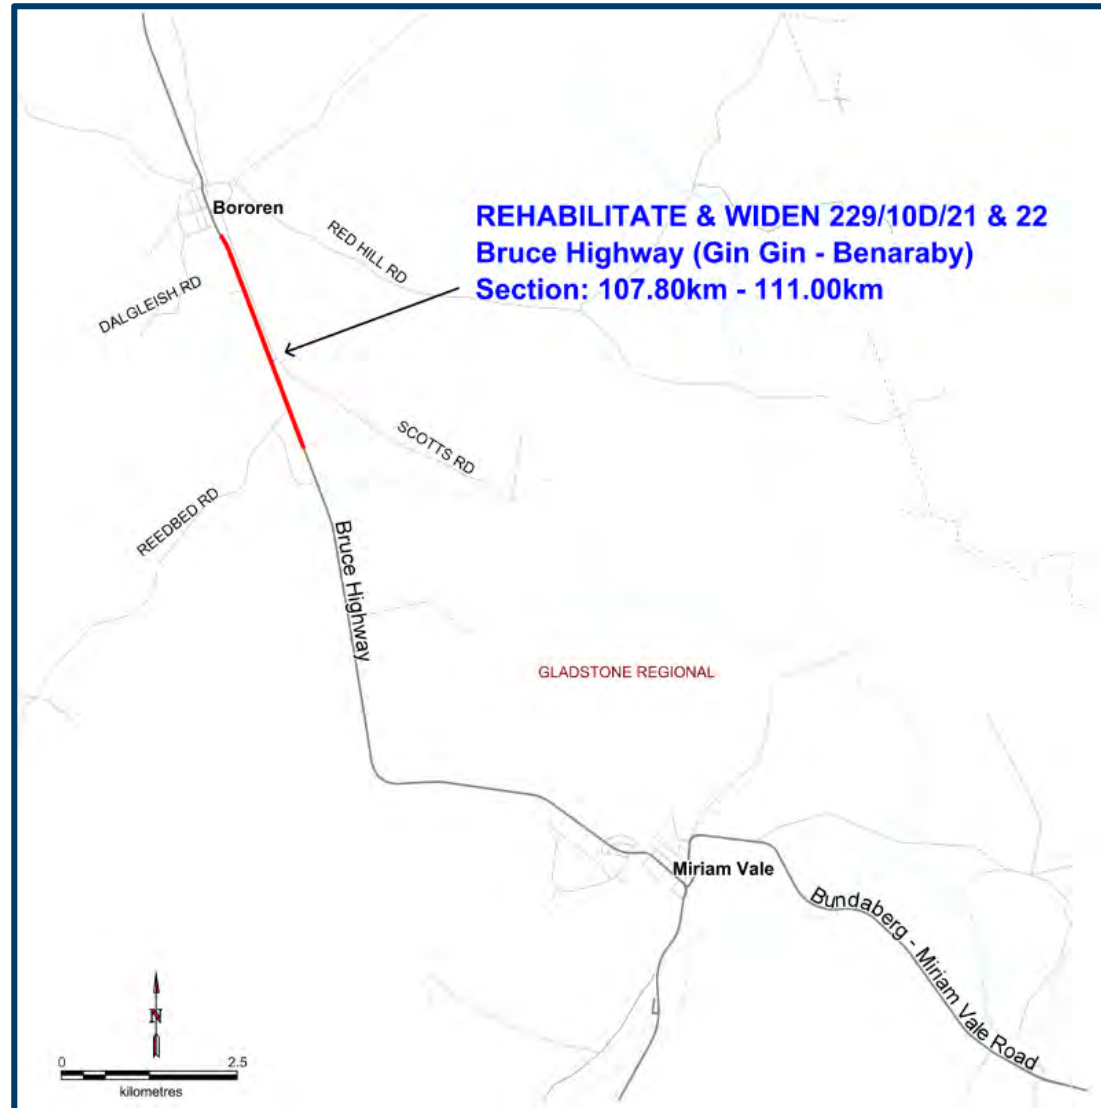 Bororen
REHABILITATE & WIDEN 229/10D/21 & 22
Bruce Highway (Gin Gin - Benaraby)
Section: 107.80km - 111.00km
RED HILL RD
DALGLEISH RD
SCOTTS RD
REEDBED RD
Bruce Highway
GLADSTONE REGIONAL
Miriam Vale
Bundaberg - Miriam Vale Road
N
0 2.5
kilometres